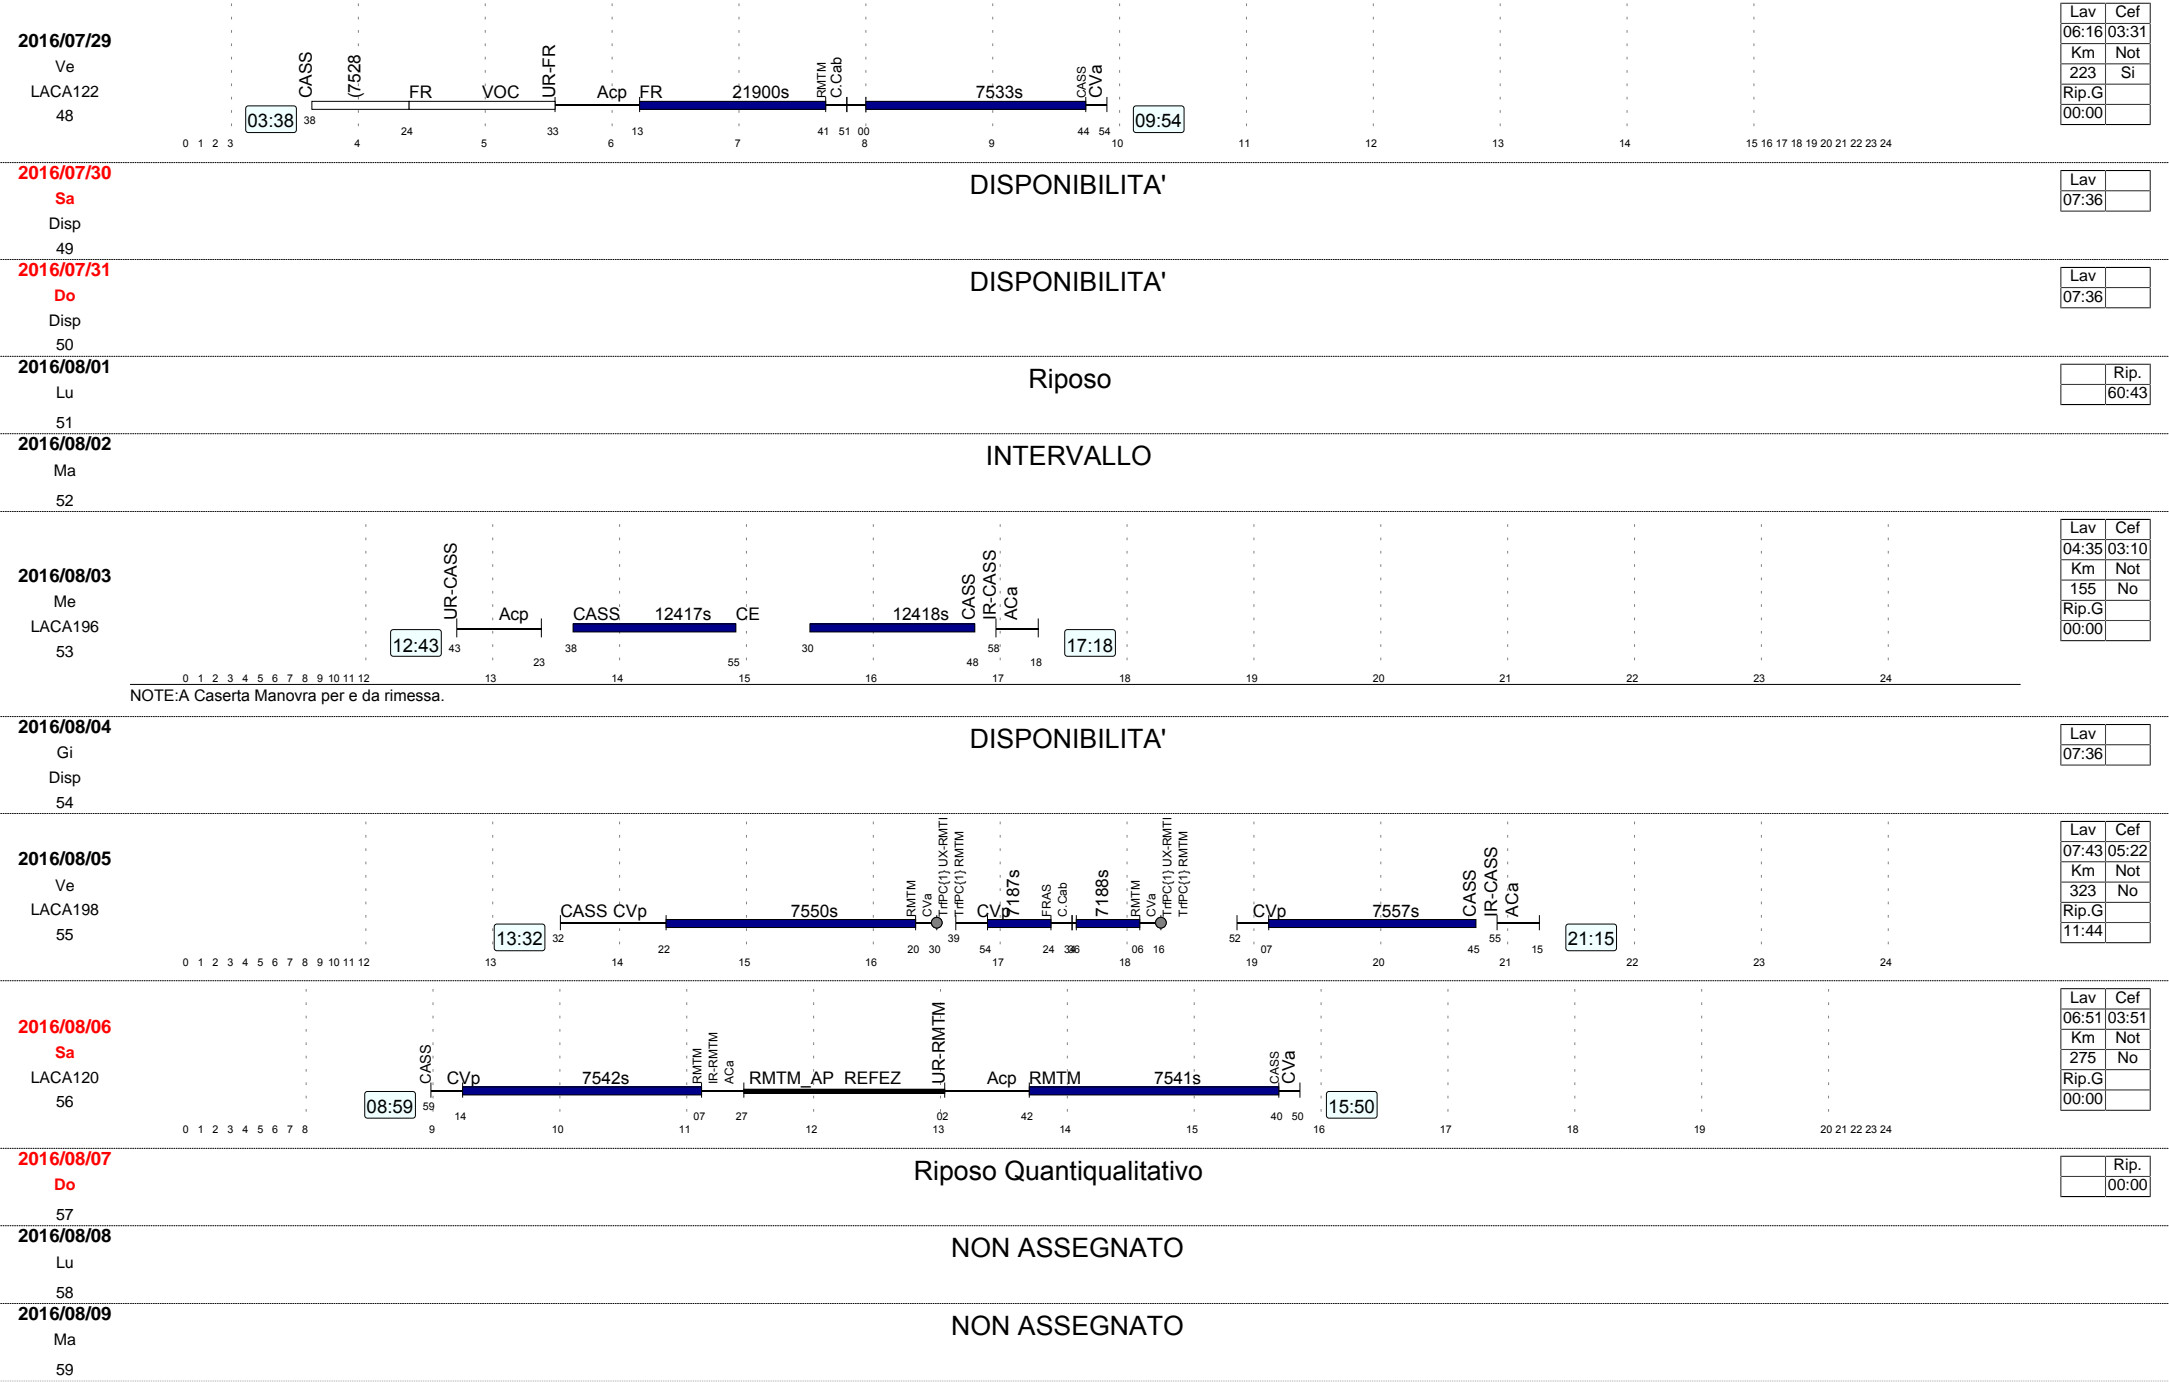 2016/07/29
Ve
LACA122
48
CASS (7528 FR VOC UR-FR Acp FR 21900s RMTM C.Cab 7533s CASS CVa
03:38 38 24 33 13 41 51 00 44 54 09:54
0 1 2 3 4 5 6 7 8 9 10 11 12 13 14 15 16 17 18 19 20 21 22 23 24
Lav Cef
06:16 03:31
Km Not
223 Si
Rip.G
00:00
2016/07/30
Sa
Disp
49
DISPONIBILITA'
Lav
07:36
2016/07/31
Do
Disp
50
DISPONIBILITA'
Lav
07:36
2016/08/01
Lu
51
Riposo
Rip.
60:43
2016/08/02
Ma
52
INTERVALLO
2016/08/03
Me
LACA196
53
UR-CASS Acp CASS 12417s CE 12418s CASS IR-CASS ACa
12:43 43 23 38 55 30 48 58 18 17:18
0 1 2 3 4 5 6 7 8 9 10 11 12 13 14 15 16 17 18 19 20 21 22 23 24
NOTE:A Caserta Manovra per e da rimessa.
Lav Cef
04:35 03:10
Km Not
155 No
Rip.G
00:00
2016/08/04
Gi
Disp
54
DISPONIBILITA'
Lav
07:36
2016/08/05
Ve
LACA198
55
CASS CVp 7550s RMTM CVa TrfPC{1} UX-RMTI TrfPC{1} RMTM CVp 7187s FRAS C.Cab 7188s RMTM CVa TrfPC{1} UX-RMTI TrfPC{1} RMTM CVp 7557s CASS IR-CASS ACa
13:32 32 22 20 30 39 54 24 34 36 06 16 52 07 45 55 15 21:15
0 1 2 3 4 5 6 7 8 9 10 11 12 13 14 15 16 17 18 19 20 21 22 23 24
Lav Cef
07:43 05:22
Km Not
323 No
Rip.G
11:44
2016/08/06
Sa
LACA120
56
CASS CVp 7542s RMTM IR-RMTM ACa RMTM_AP REFEZ UR-RMTM Acp RMTM 7541s CASS CVa
08:59 59 14 07 27 02 42 40 50 15:50
0 1 2 3 4 5 6 7 8 9 10 11 12 13 14 15 16 17 18 19 20 21 22 23 24
Lav Cef
06:51 03:51
Km Not
275 No
Rip.G
00:00
2016/08/07
Do
57
Riposo Quantiqualitativo
Rip.
00:00
2016/08/08
Lu
58
NON ASSEGNATO
2016/08/09
Ma
59
NON ASSEGNATO